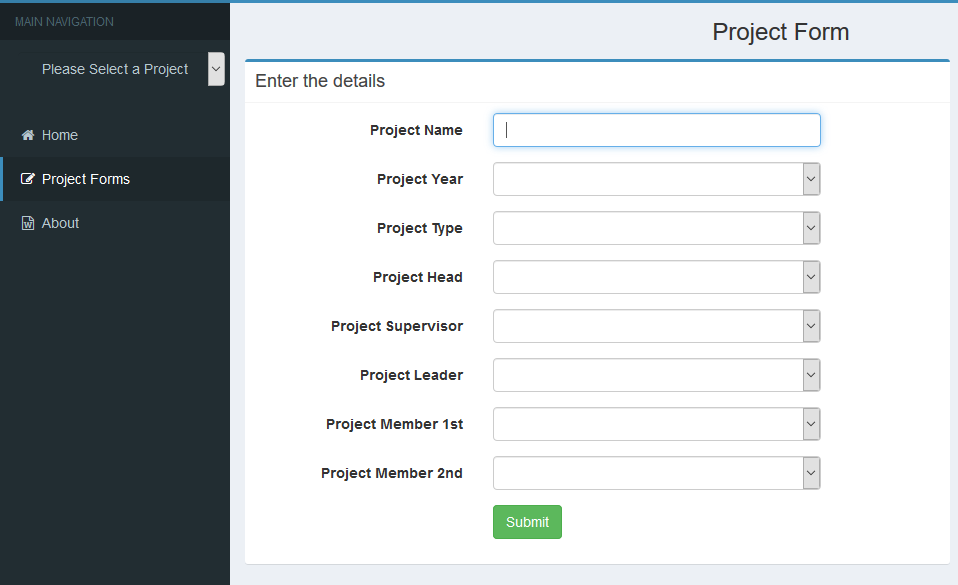 MAIN NAVIGATION
Please Select a Project
Home
Project Forms
About
Project Form
Enter the details
Project Name
Project Year
Project Type
Project Head
Project Supervisor
Project Leader
Project Member 1st
Project Member 2nd
Submit